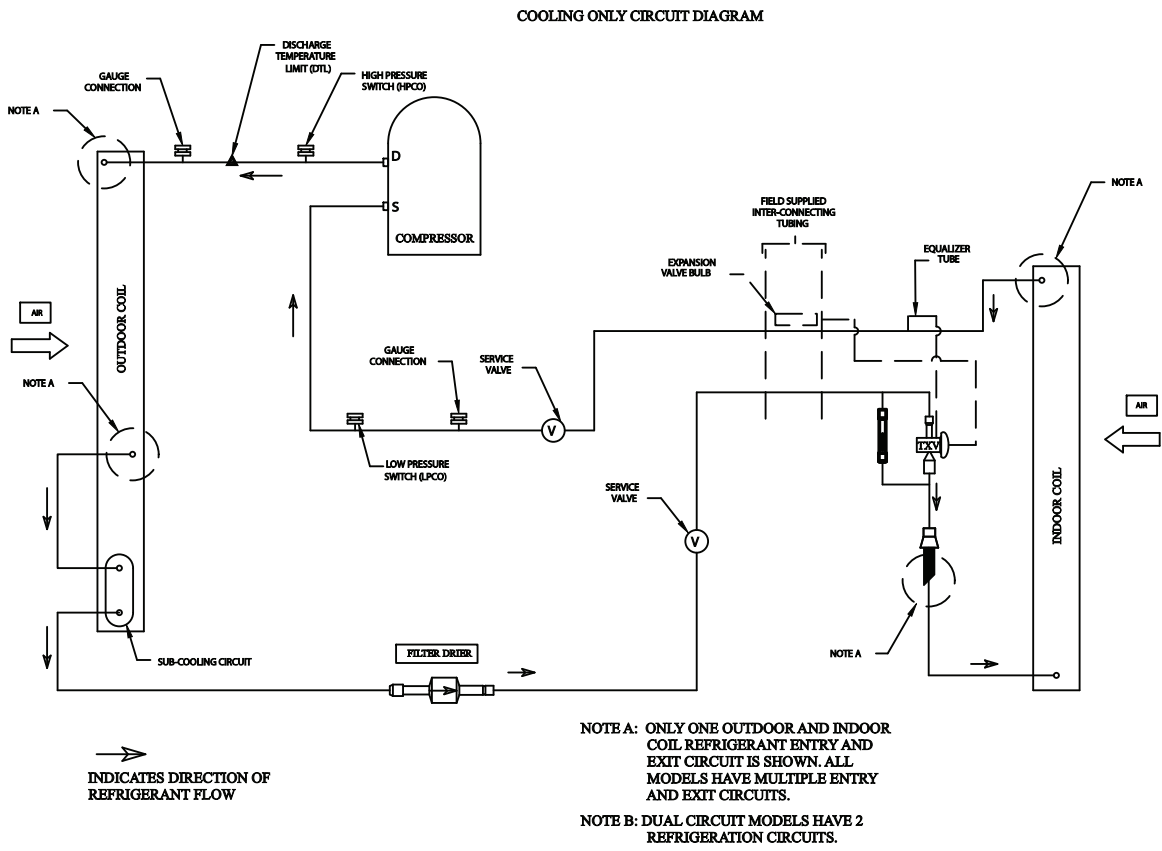 COOLING ONLY CIRCUIT DIAGRAM
DISCHARGE
TEMPERATURE
LIMIT (DTL)
GAUGE
CONNECTION
HIGH PRESSURE
SWITCH (HPCO)
NOTE A
D
S
COMPRESSOR
NOTE A
FIELD SUPPLIED
INTER-CONNECTING
TUBING
EQUALIZER
TUBE
EXPANSION
VALVE BULB
AIR
OUTDOOR COIL
GAUGE
CONNECTION
SERVICE
VALVE
NOTE A
AIR
V
TXV
LOW PRESSURE
SWITCH (LPCO)
SERVICE
VALVE
V
INDOOR COIL
NOTE A
SUB-COOLING CIRCUIT
FILTER DRIER
INDICATES DIRECTION OF
REFRIGERANT FLOW
NOTE A: ONLY ONE OUTDOOR AND INDOOR
COIL REFRIGERANT ENTRY AND
EXIT CIRCUIT IS SHOWN. ALL
MODELS HAVE MULTIPLE ENTRY
AND EXIT CIRCUITS.
NOTE B: DUAL CIRCUIT MODELS HAVE 2
REFRIGERATION CIRCUITS.